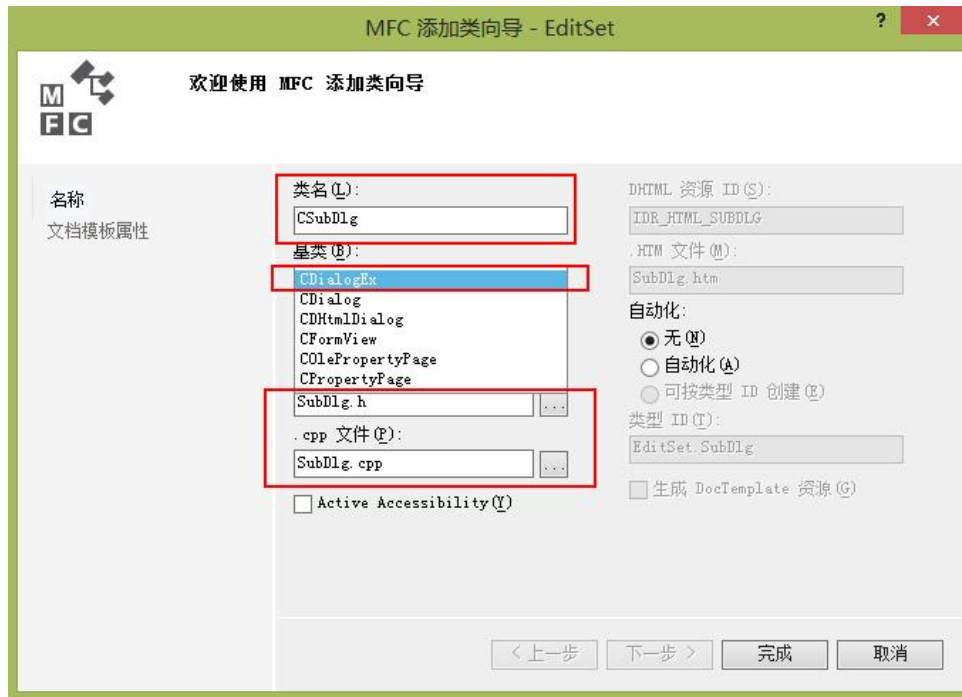 MFC 添加类向导 - EditSet
?
×
M
FC
欢迎使用 MFC 添加类向导
名称
文档模板属性
类名(L):
CSubDlg
基类(B):
CDialogEx
CDialog
CDHtmlDialog
CFormView
COlePropertyPage
CPropertyPage
SubDlg.h
...
.cpp 文件(P):
SubDlg.cpp
...
Active Accessibility(Y)
DHTML 资源 ID(S):
IDR_HTML_SUBDLG
.HTM 文件(M):
SubDlg.htm
自动化:
无(N)
自动化(A)
可按类型 ID 创建(E)
类型 ID(T):
EditSet.SubDlg
生成 DocTemplate 资源(G)
< 上一步
下一步 >
完成
取消